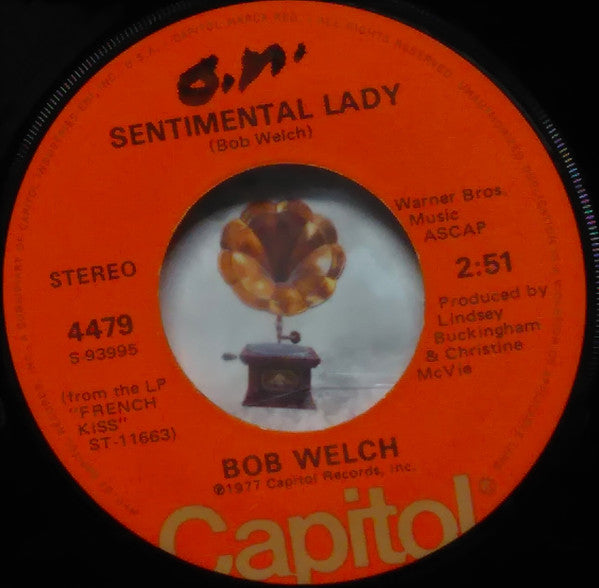 o.n.
SENTIMENTAL LADY
(Bob Welch)
Warner Bros.
Music
ASCAP
STEREO
2:51
4479
S-93995
Produced by
Lindsey
Buckingham
& Christine
McVie
(from the LP
"FRENCH
KISS"
ST-11663)
BOB WELCH
℗1977 Capitol Records, Inc.
Capitol®